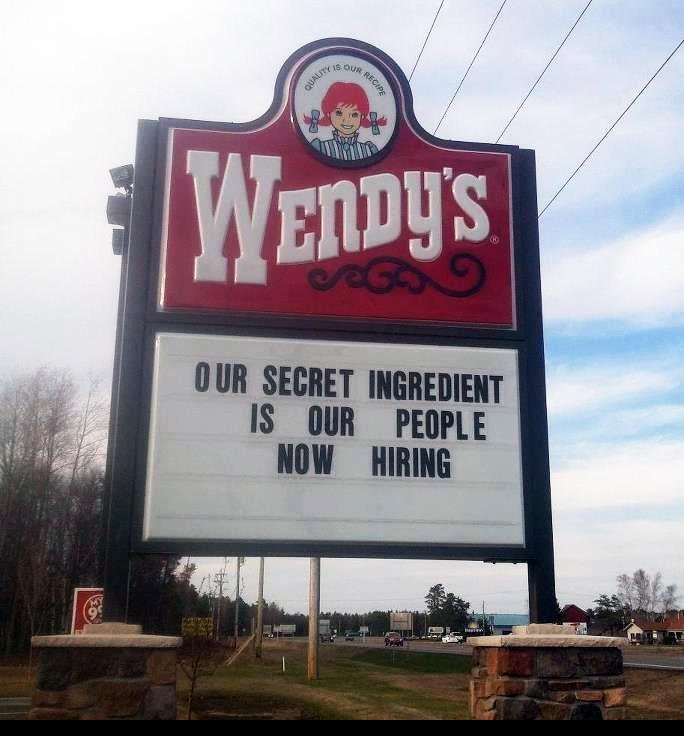 QUALITY IS OUR RECIPE
WENDY'S
®
OUR SECRET INGREDIENT
IS OUR PEOPLE
NOW HIRING